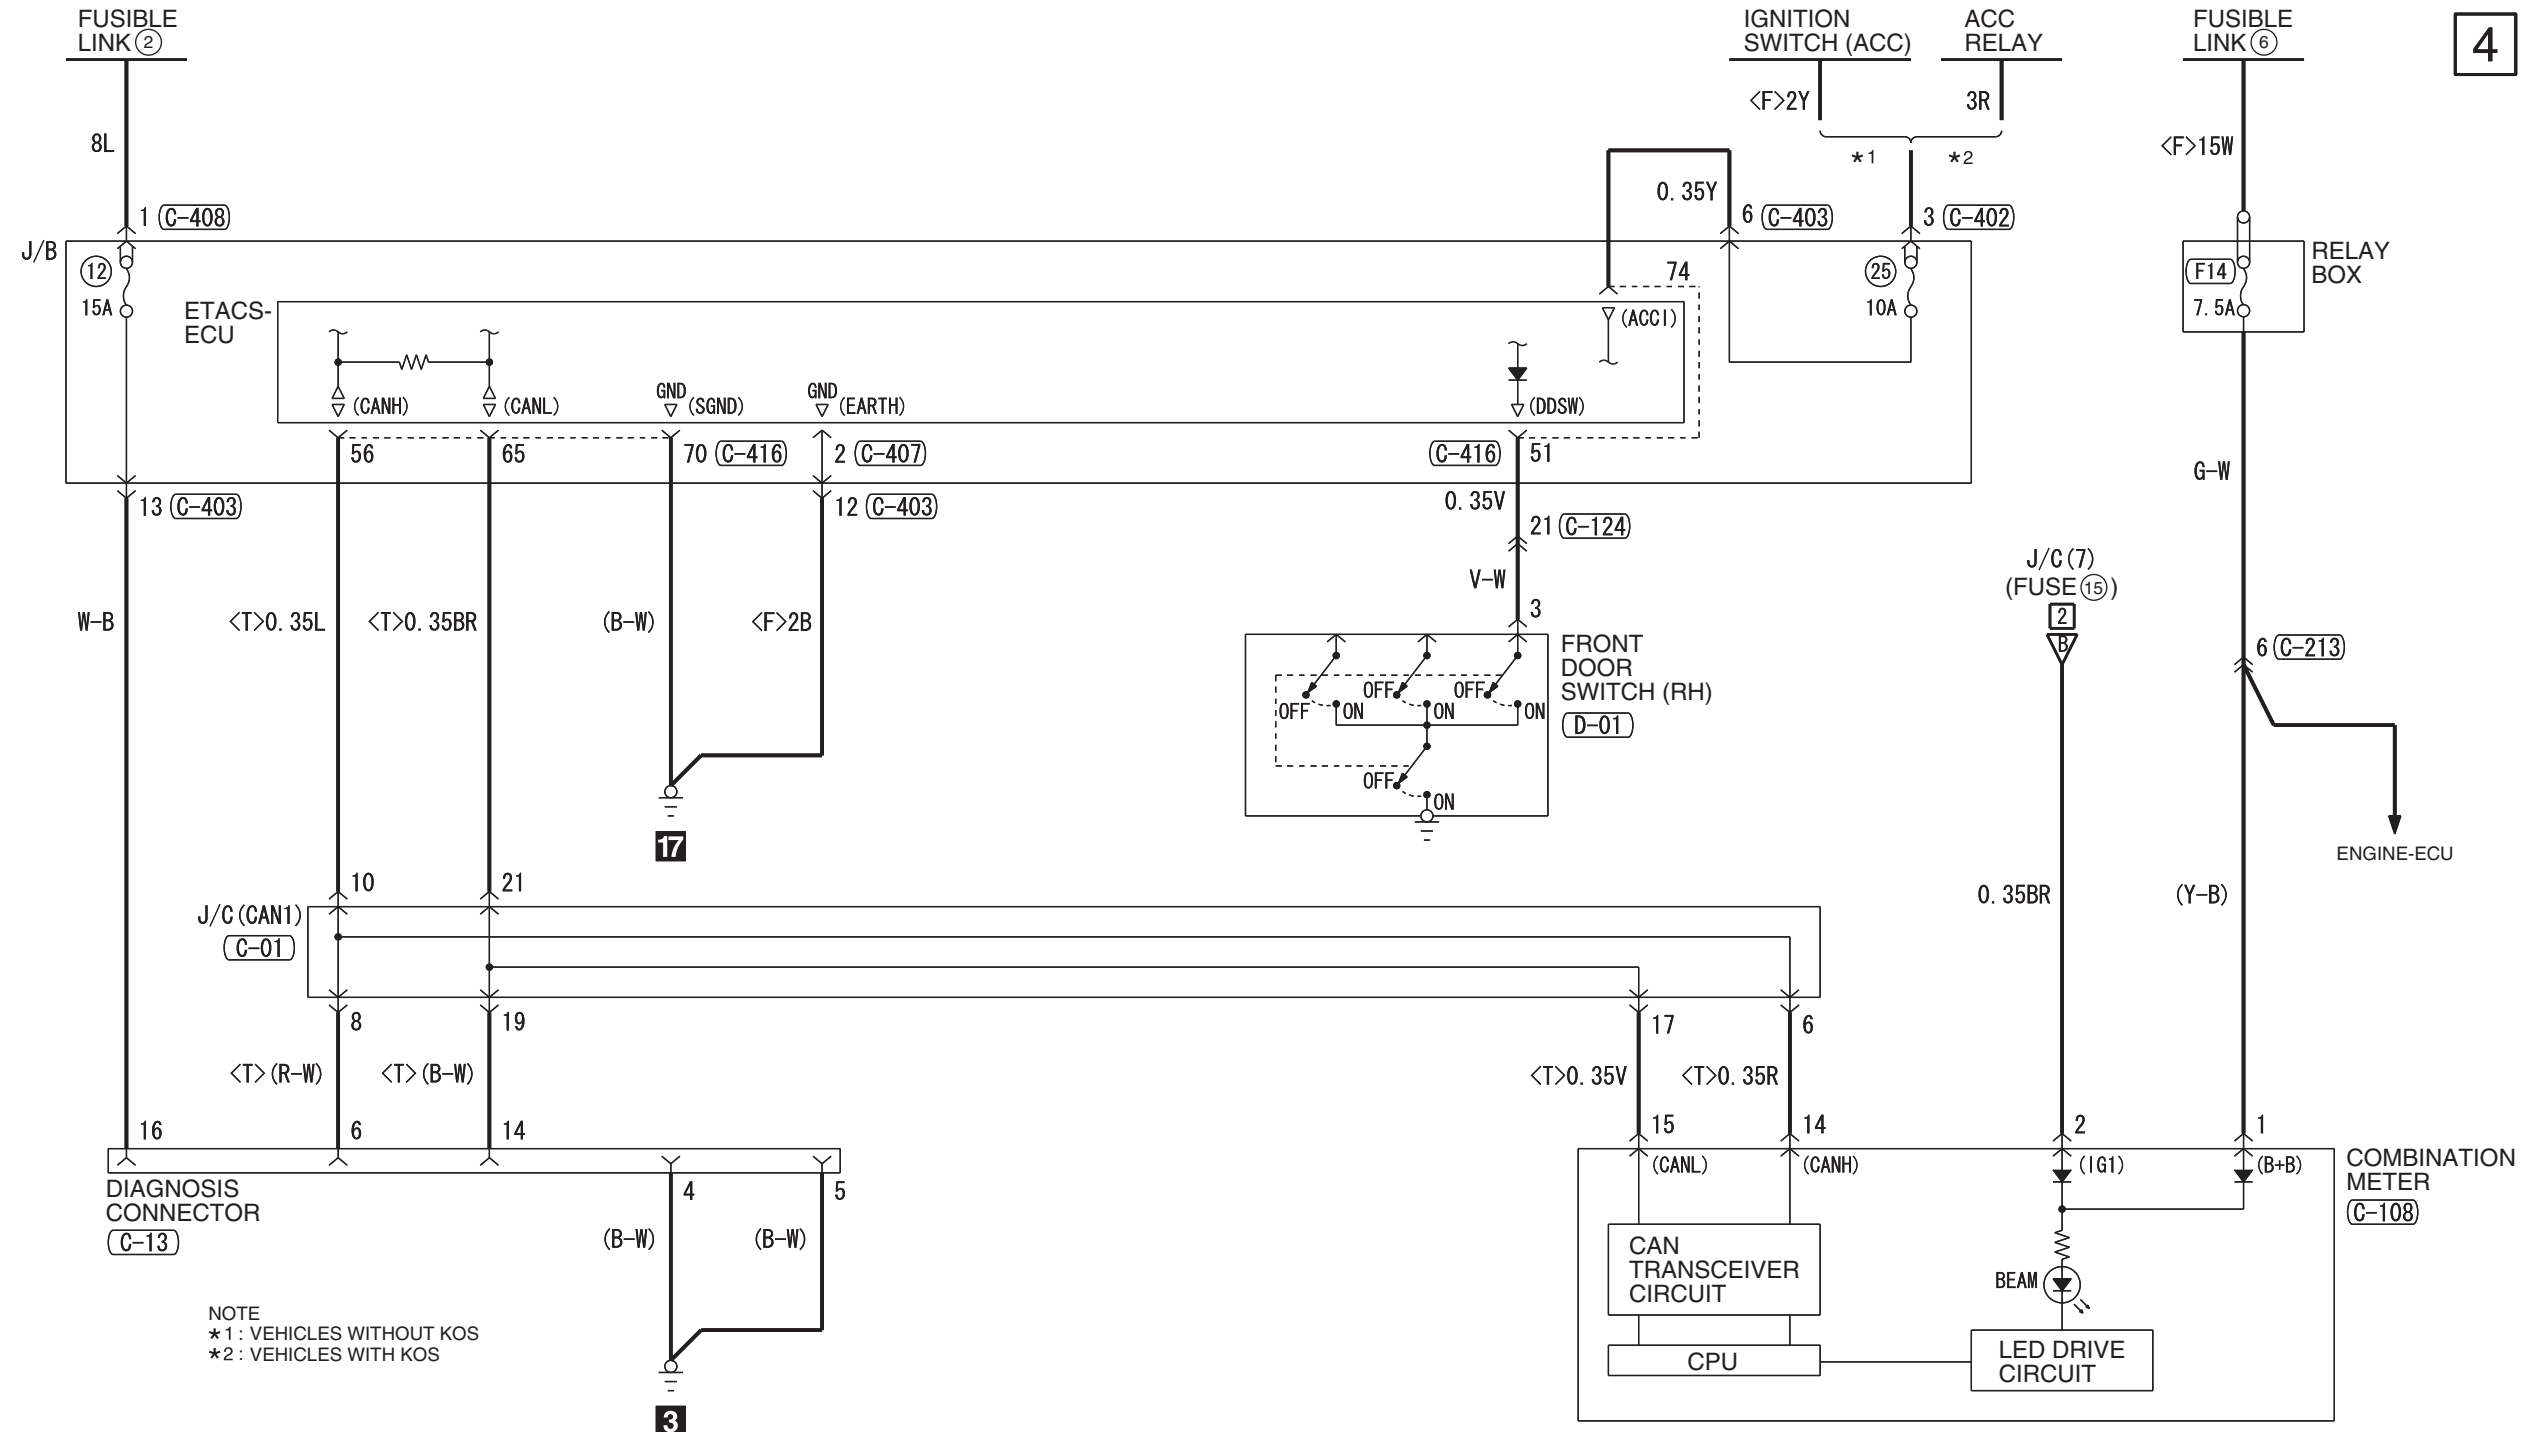 FUSIBLE
LINK ②
IGNITION
SWITCH (ACC)
ACC
RELAY
FUSIBLE
LINK ⑥
4
<F>2Y
3R
8L
*1
*2
<F>15W
0.35Y
1 C-408
6 C-403
3 C-402
J/B
⑫
15A
74
㉕
10A
F14
7.5A
RELAY
BOX
ETACS-
ECU
(ACCI)
(CANH)
(CANL)
GND
(SGND)
GND
(EARTH)
(DDSW)
56
65
70 C-416
2 C-407
C-416 51
G-W
13 C-403
12 C-403
0.35V
21 C-124
V-W
3
J/C(7)
(FUSE ⑮)
2
B
W-B
<T>0.35L
<T>0.35BR
(B-W)
<F>2B
FRONT
DOOR
SWITCH (RH)
D-01
6 C-213
OFF
ON
OFF
ON
OFF
ON
OFF
ON
17
ENGINE-ECU
10
21
0.35BR
(Y-B)
J/C(CAN1)
C-01
8
19
17
6
<T>(R-W)
<T>(B-W)
<T>0.35V
<T>0.35R
16
6
14
15
14
2
1
(CANL)
(CANH)
(IG1)
(B+B)
COMBINATION
METER
C-108
DIAGNOSIS
CONNECTOR
C-13
4
5
(B-W)
(B-W)
CAN
TRANSCEIVER
CIRCUIT
BEAM
CPU
LED DRIVE
CIRCUIT
NOTE
*1 : VEHICLES WITHOUT KOS
*2 : VEHICLES WITH KOS
3